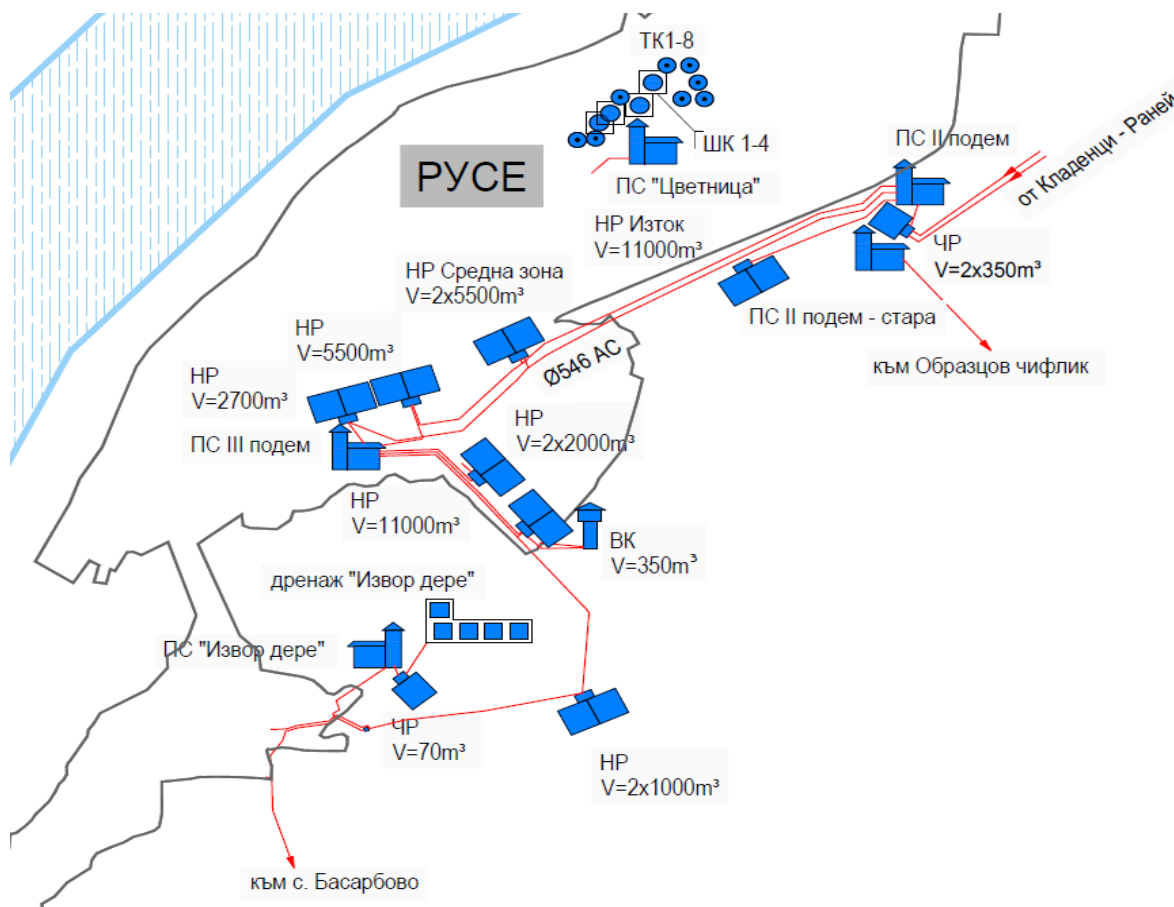 ТК1-8
ШК 1-4
ПС "Цветница"
РУСЕ
ПС II подем
от Кладенци - Раней
ЧР
V=2x350m³
НР Изток
V=11000m³
НР Средна зона
V=2x5500m³
ПС II подем - стара
към Образцов чифлик
Ø546 АС
НР
V=5500m³
НР
V=2700m³
ПС III подем
НР
V=2x2000m³
НР
V=11000m³
ВК
V=350m³
дренаж "Извор дере"
ПС "Извор дере"
ЧР
V=70m³
НР
V=2x1000m³
към с. Басарбово